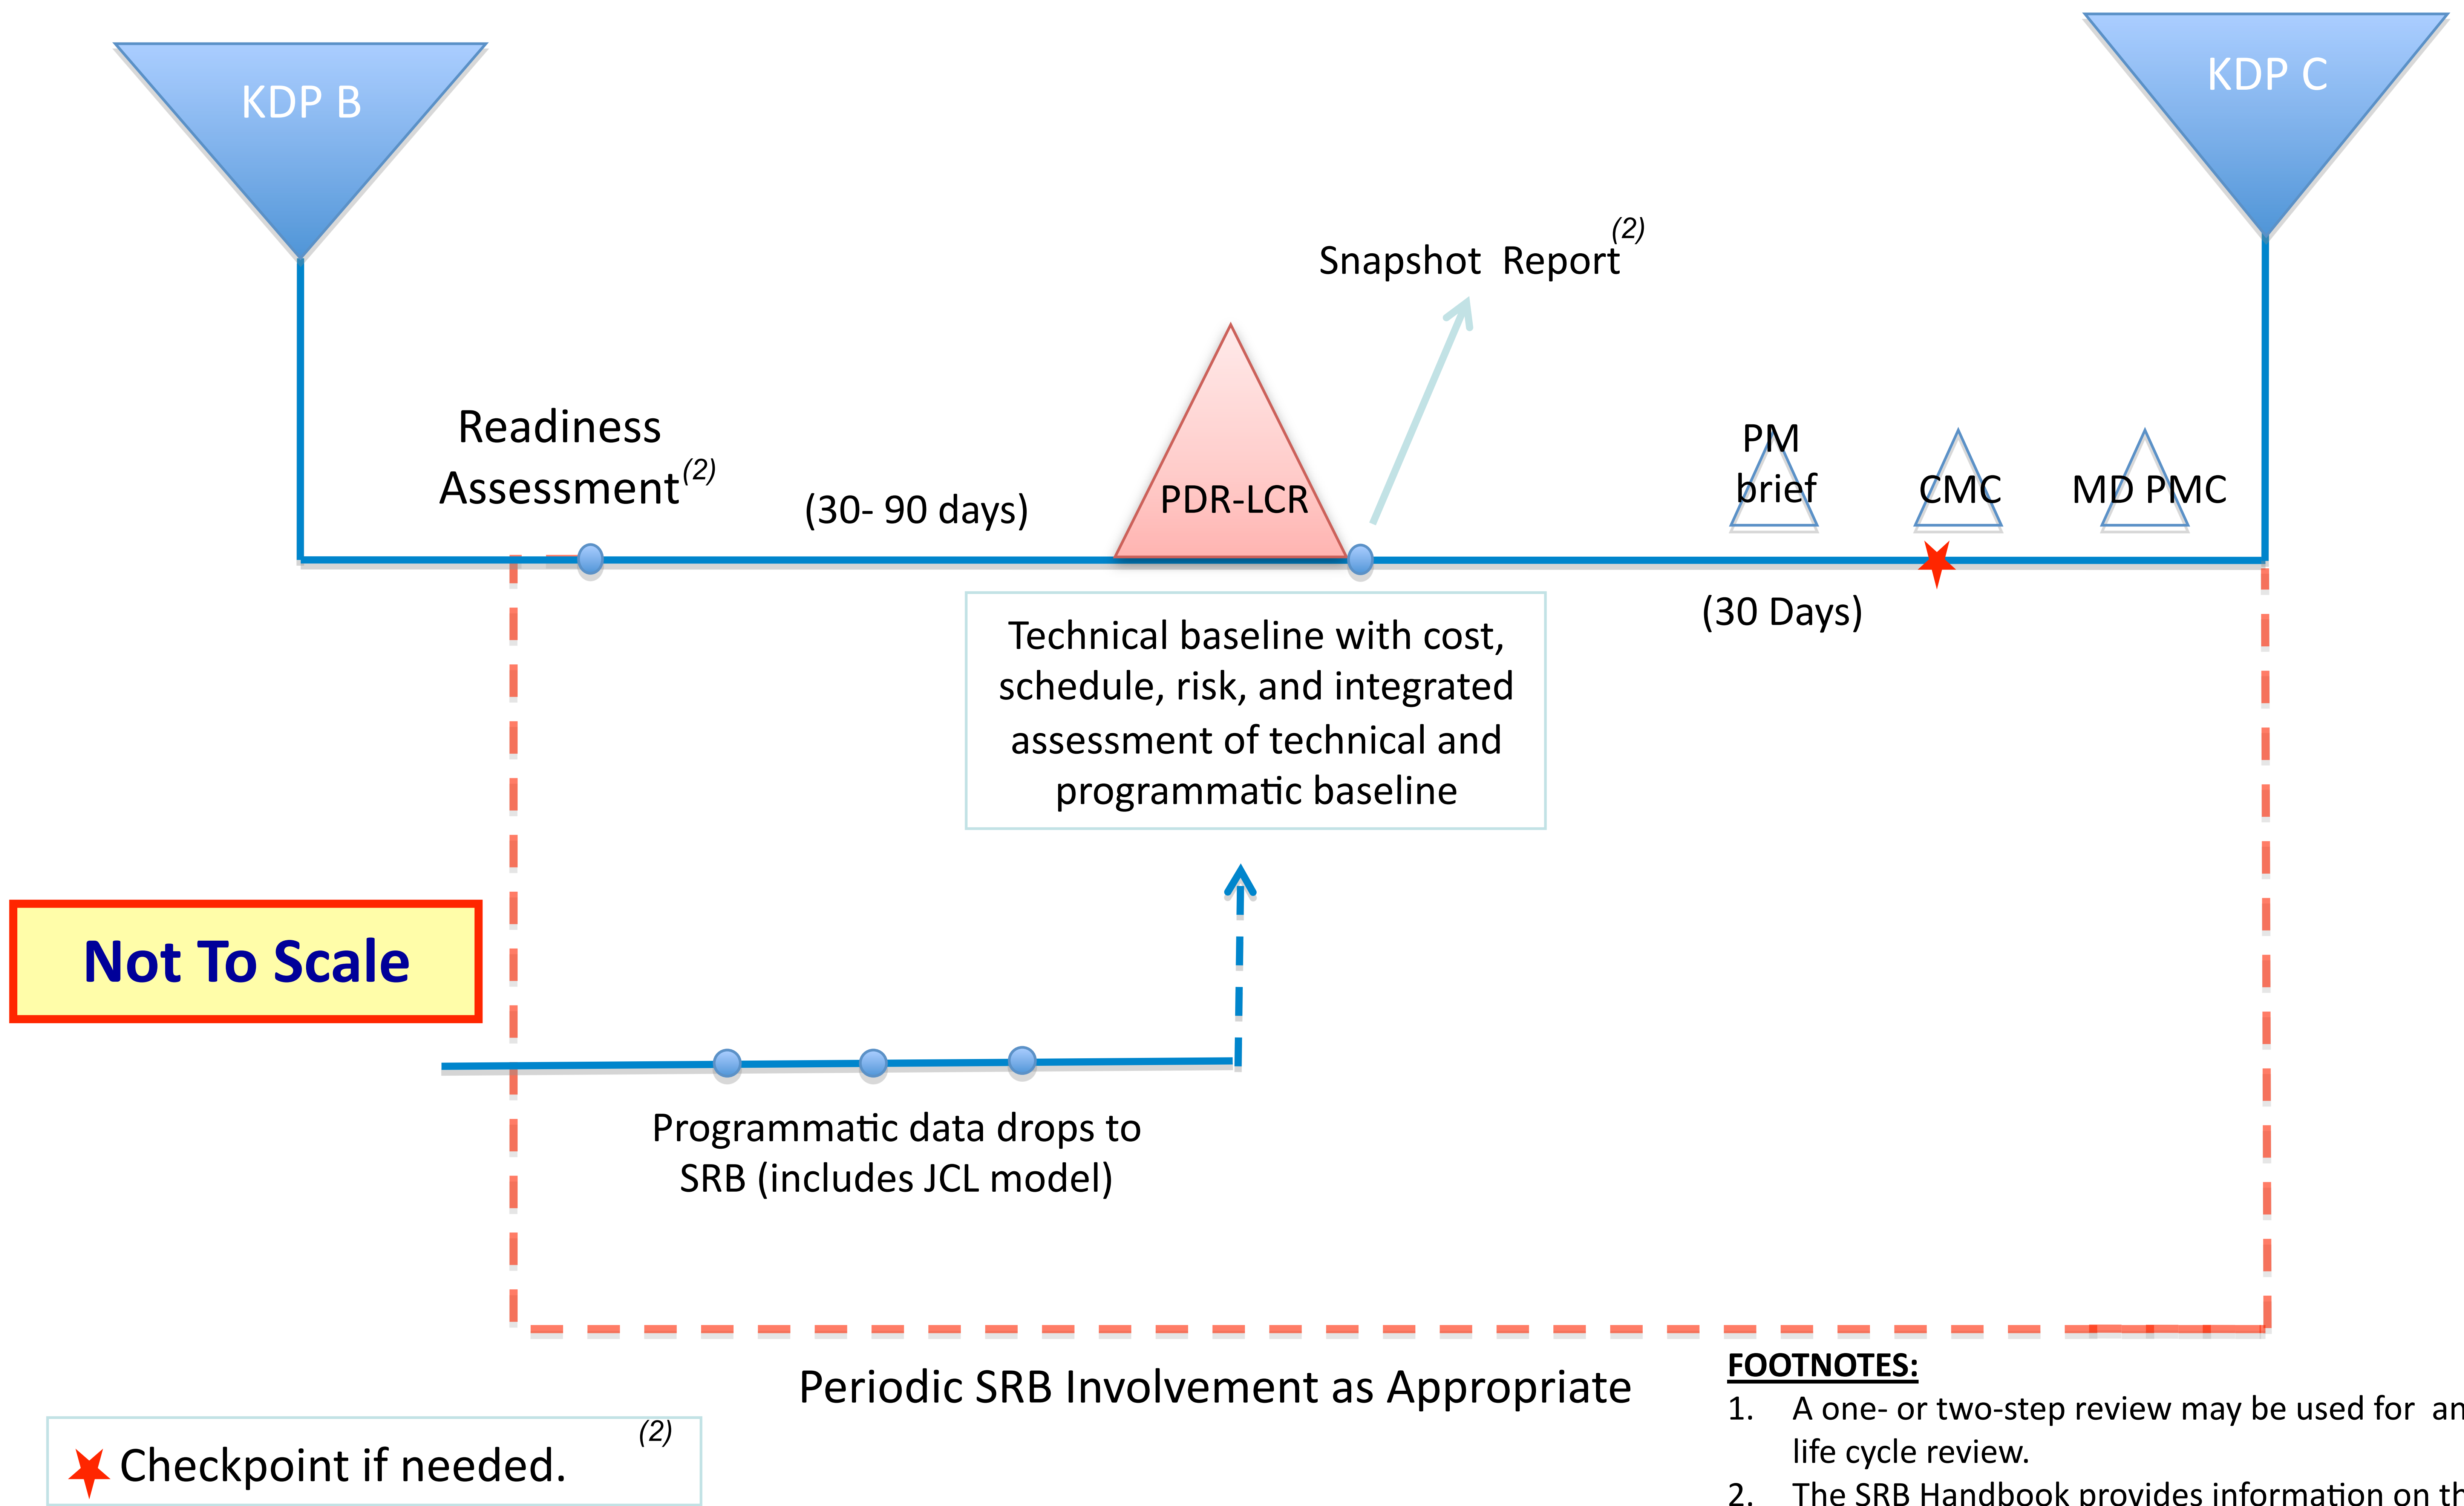 KDP B
KDP C
Snapshot Report(2)
Readiness
Assessment(2)
(30- 90 days)
PDR-LCR
PM
brief
CMC
MD PMC
(30 Days)
Technical baseline with cost,
schedule, risk, and integrated
assessment of technical and
programmatic baseline
Not To Scale
Programmatic data drops to
SRB (includes JCL model)
Periodic SRB Involvement as Appropriate
Checkpoint if needed. (2)
FOOTNOTES:
1. A one- or two-step review may be used for
life cycle review.
2. The SRB Handbook provides information on